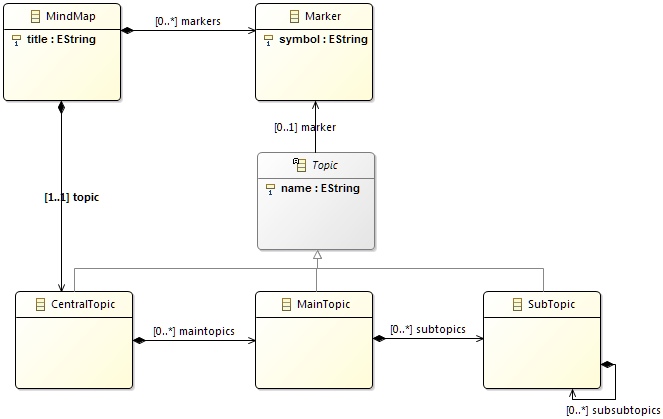 MindMap
title : EString
[0..*] markers
Marker
symbol : EString
[0..1] marker
Topic
name : EString
[1..1] topic
CentralTopic
[0..*] maintopics
MainTopic
[0..*] subtopics
SubTopic
[0..*] subsubtopics